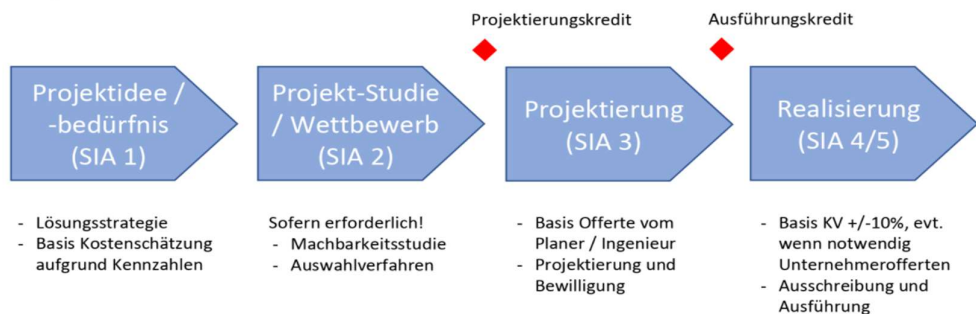 Projektierungskredit
Ausführungskredit
Projektidee /
-bedürfnis
(SIA 1)
Projekt-Studie
/ Wettbewerb
(SIA 2)
Projektierung
(SIA 3)
Realisierung
(SIA 4/5)
- Lösungsstrategie
- Basis Kostenschätzung
aufgrund Kennzahlen
Sofern erforderlich!
- Machbarkeitsstudie
- Auswahlverfahren
- Basis Offerte vom
Planer / Ingenieur
- Projektierung und
Bewilligung
- Basis KV +/-10%, evt.
wenn notwendig
Unternehmerofferten
- Ausschreibung und
Ausführung